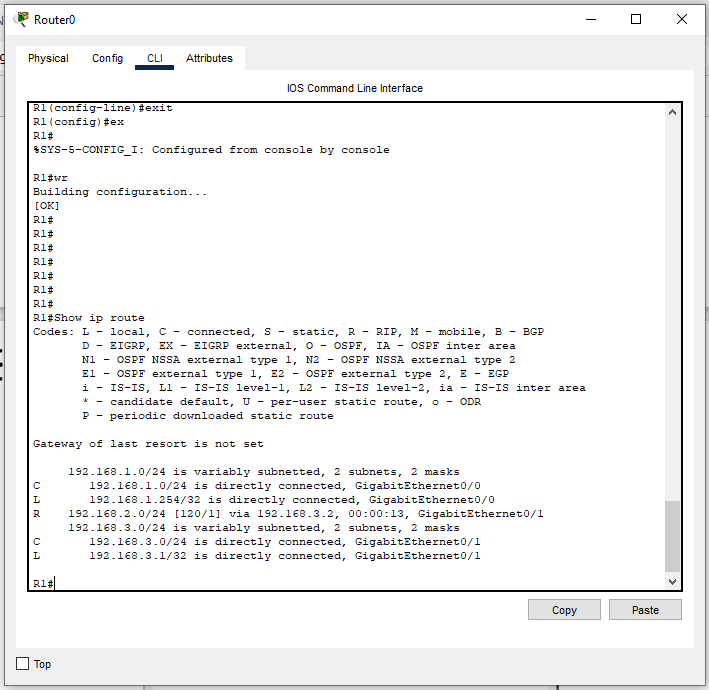 Router0
Physical Config CLI Attributes
IOS Command Line Interface
R1(config-line)#exit
R1(config)#ex
R1#
%SYS-5-CONFIG_I: Configured from console by console
R1#wr
Building configuration...
[OK]
R1#
R1#
R1#
R1#
R1#
R1#
R1#
R1#Show ip route
Codes: L - local, C - connected, S - static, R - RIP, M - mobile, B - BGP
D - EIGRP, EX - EIGRP external, O - OSPF, IA - OSPF inter area
N1 - OSPF NSSA external type 1, N2 - OSPF NSSA external type 2
E1 - OSPF external type 1, E2 - OSPF external type 2, E - EGP
i - IS-IS, L1 - IS-IS level-1, L2 - IS-IS level-2, ia - IS-IS inter area
* - candidate default, U - per-user static route, o - ODR
P - periodic downloaded static route
Gateway of last resort is not set
192.168.1.0/24 is variably subnetted, 2 subnets, 2 masks
C 192.168.1.0/24 is directly connected, GigabitEthernet0/0
L 192.168.1.254/32 is directly connected, GigabitEthernet0/0
R 192.168.2.0/24 [120/1] via 192.168.3.2, 00:00:13, GigabitEthernet0/1
192.168.3.0/24 is variably subnetted, 2 subnets, 2 masks
C 192.168.3.0/24 is directly connected, GigabitEthernet0/1
L 192.168.3.1/32 is directly connected, GigabitEthernet0/1
R1#
Copy Paste
Top